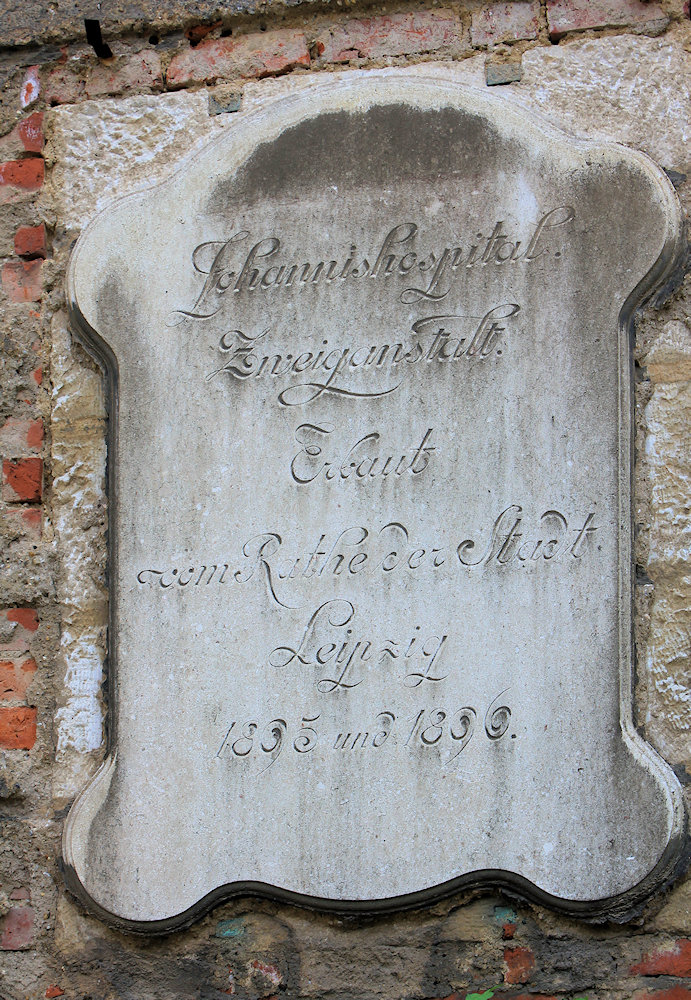 Johannishospital.
Zweiganstalt.
Erbaut
vom Rathe der Stadt.
Leipzig
1895 und 1896.